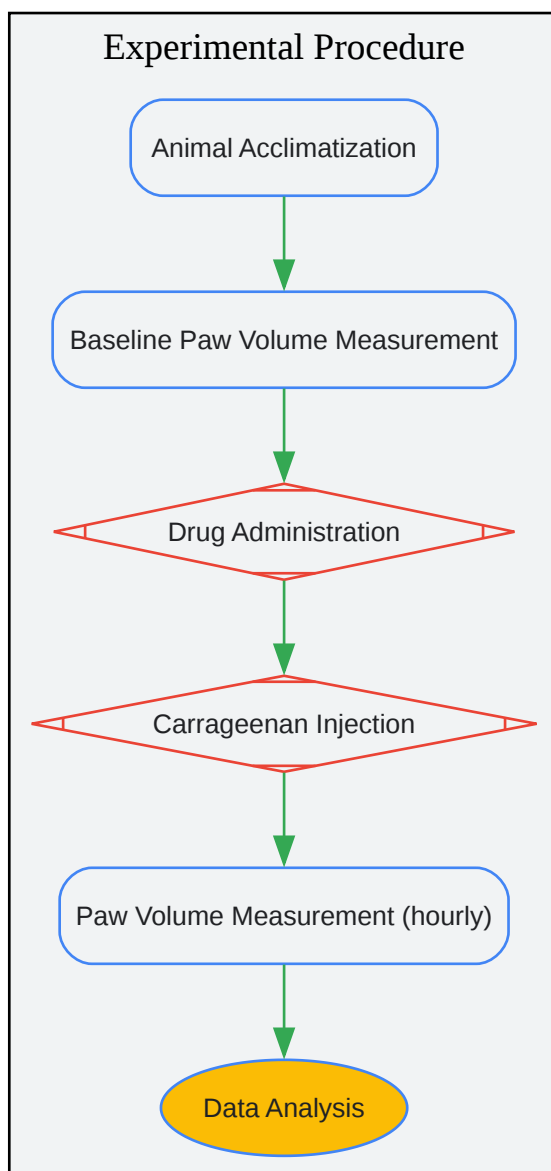 Experimental Procedure
Animal Acclimatization
Baseline Paw Volume Measurement
Drug Administration
Carrageenan Injection
Paw Volume Measurement (hourly)
Data Analysis